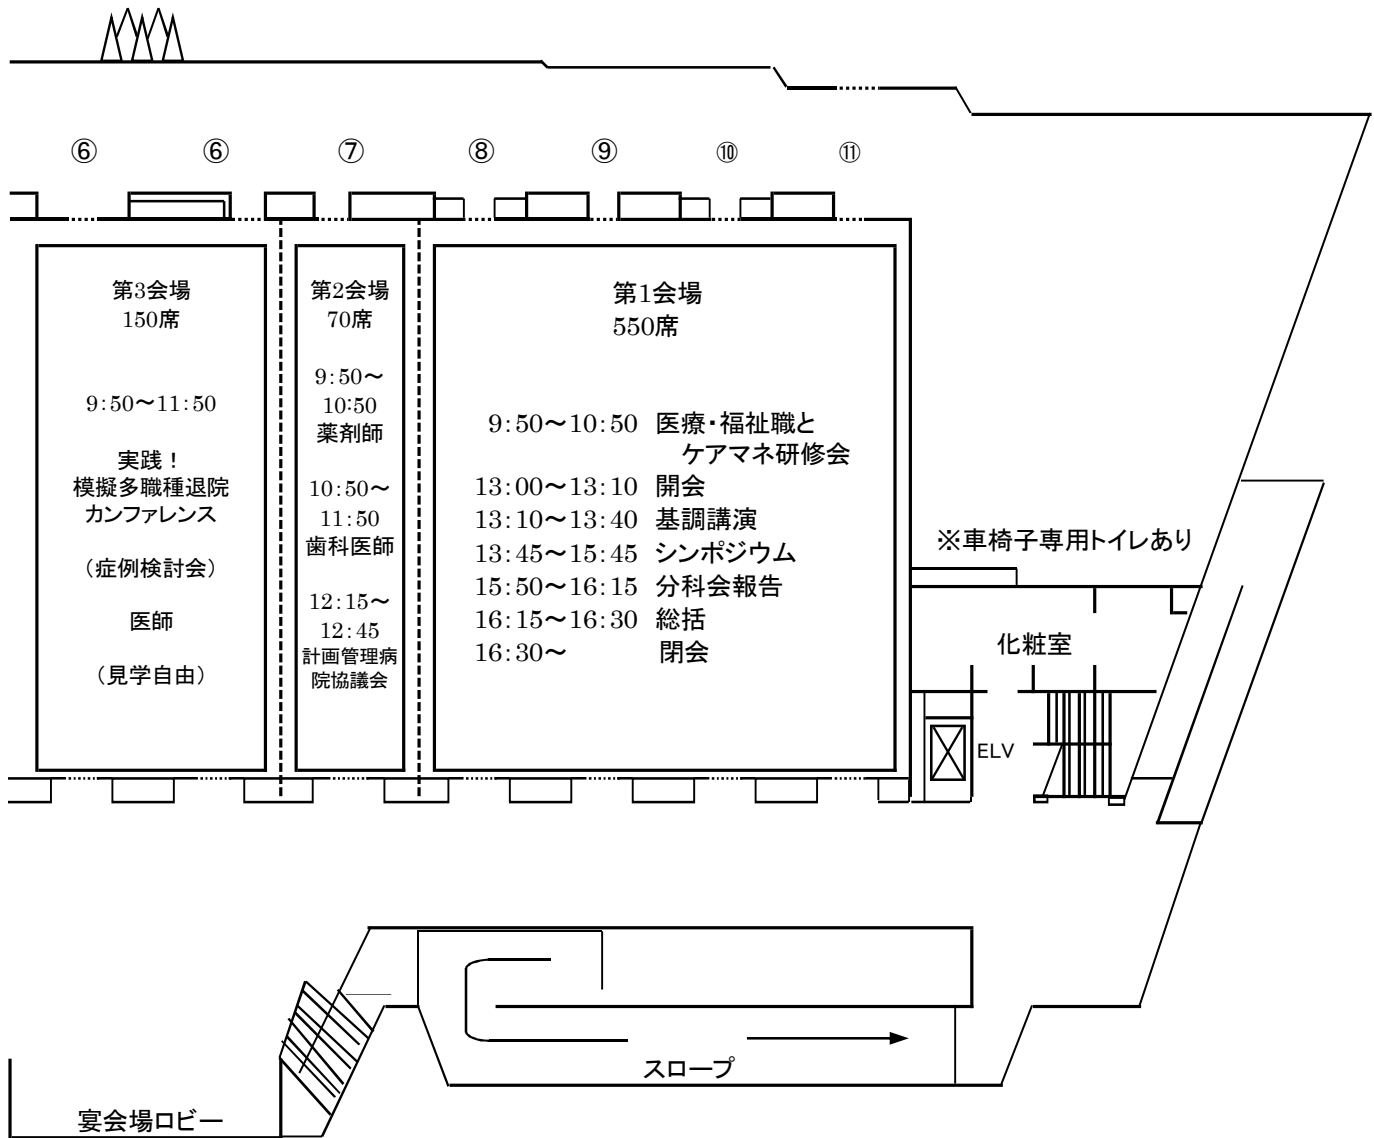 ⑥ ⑥ ⑦ ⑧ ⑨ ⑩ ⑪
第3会場
150席
9:50～11:50
実践！
模擬多職種退院
カンファレンス
（症例検討会）
医師
（見学自由）
第2会場
70席
9:50～
10:50
薬剤師
10:50～
11:50
歯科医師
12:15～
12:45
計画管理病
院協議会
第1会場
550席
9:50～10:50 医療・福祉職と
ケアマネ研修会
13:00～13:10 開会
13:10～13:40 基調講演
13:45～15:45 シンポジウム
15:50～16:15 分科会報告
16:15～16:30 総括
16:30～ 閉会
※車椅子専用トイレあり
化粧室
ELV
スロープ
宴会場ロビー